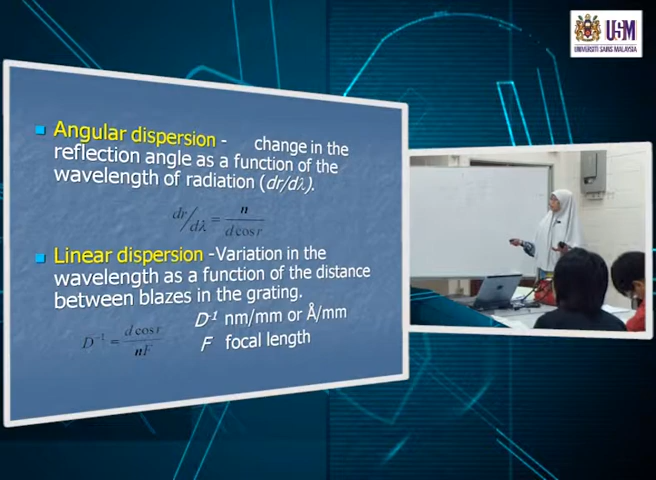 USM
UNIVERSITI SAINS MALAYSIA
Angular dispersion - change in the
reflection angle as a function of the
wavelength of radiation (dr/dλ).
dr/dλ = n / d cos r
Linear dispersion -Variation in the
wavelength as a function of the distance
between blazes in the grating.
D⁻¹ = d cos r / nF
D⁻¹ nm/mm or Å/mm
F focal length